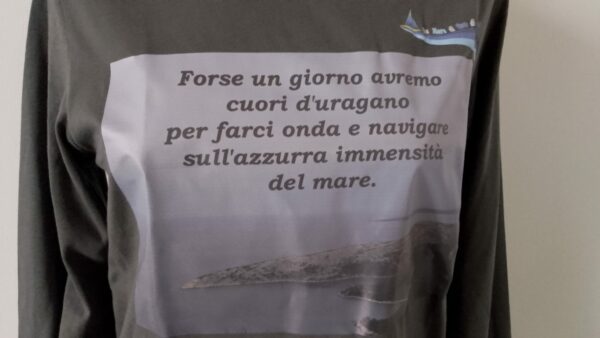 Forse un giorno avremo
cuori d'uragano
per farci onda e navigare
sull'azzurra immensità
del mare.